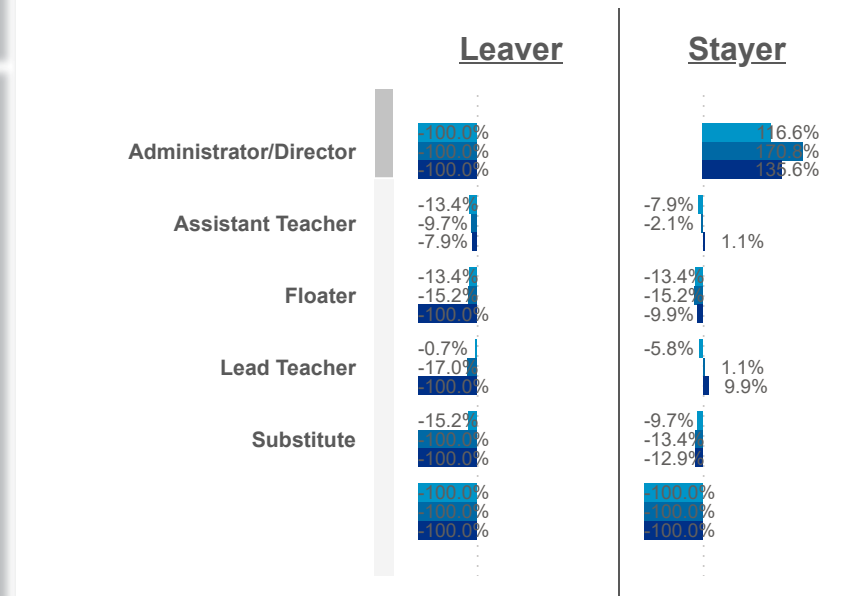 Leaver Stayer
-100.0% 116.6%
Administrator/Director -100.0% 170.8%
-100.0% 135.6%
-13.4% -7.9%
Assistant Teacher -9.7% -2.1%
-7.9% 1.1%
-13.4% -13.4%
Floater -15.2% -15.2%
-100.0% -9.9%
-0.7% -5.8%
Lead Teacher -17.0% 1.1%
-100.0% 9.9%
-15.2% -9.7%
Substitute -100.0% -13.4%
-100.0% -12.9%
-100.0% -100.0%
-100.0% -100.0%
-100.0% -100.0%